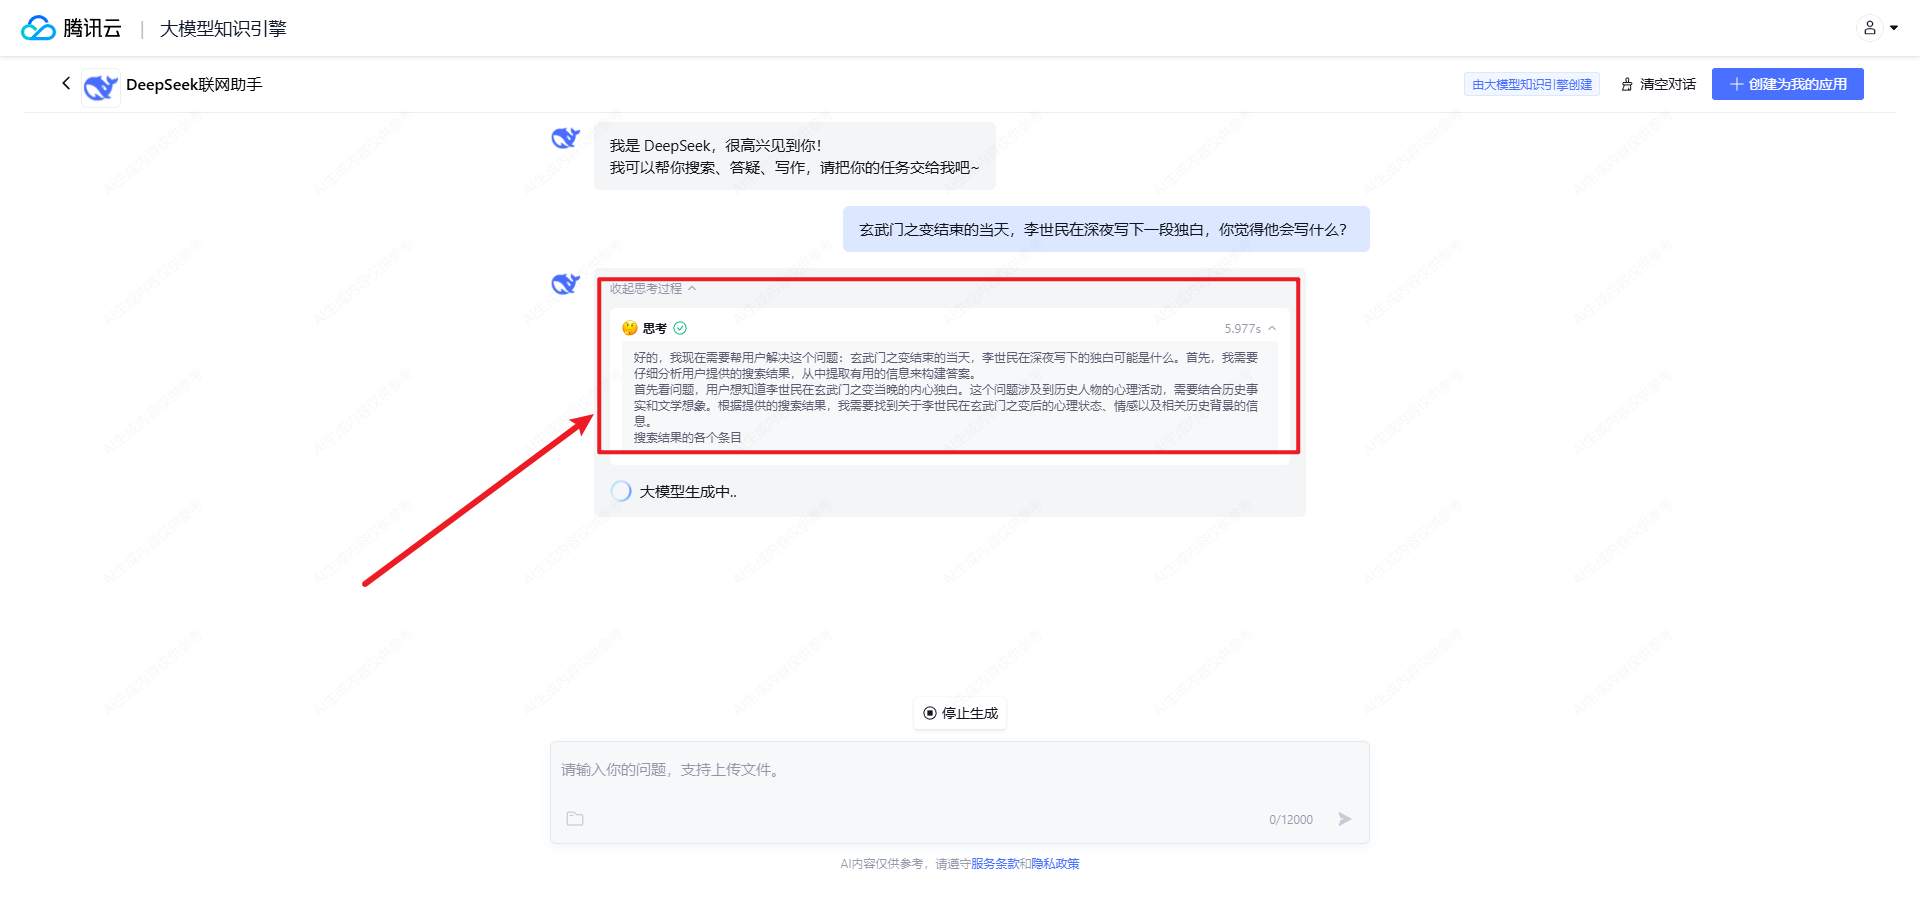 腾讯云 | 大模型知识引擎
DeepSeek联网助手
由大模型知识引擎创建
清空对话
创建为我的应用
我是 DeepSeek，很高兴见到你！
我可以帮你搜索、答疑、写作，请把你的任务交给我吧~
玄武门之变结束的当天，李世民在深夜写下一段独白，你觉得他会写什么？
收起思考过程
思考
5.977s
好的，我现在需要帮用户解决这个问题：玄武门之变结束的当天，李世民在深夜写下的独白可能是什么。首先，我需要
仔细分析用户提供的搜索结果，从中提取有用的信息来构建答案。
首先看问题，用户想知道李世民在玄武门之变当晚的内心独白。这个问题涉及到历史人物的心理活动，需要结合历史事
实和文学想象。根据提供的搜索结果，我需要找到关于李世民在玄武门之变后的心理状态、情感以及相关历史背景的信
息。
搜索结果的各个条目
大模型生成中..
停止生成
请输入你的问题，支持上传文件。
0/12000
AI内容仅供参考，请遵守服务条款和隐私政策
AI生成内容仅供参考